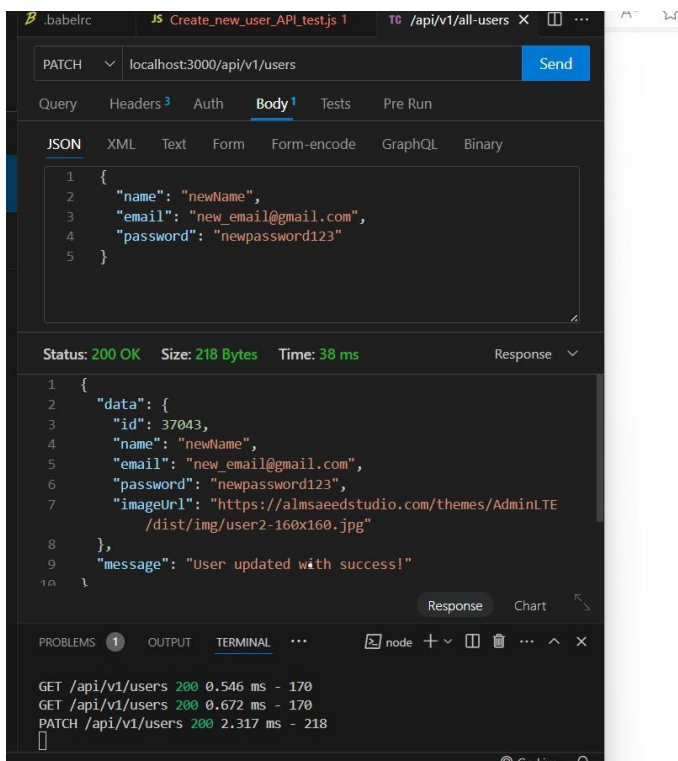 .babelrc JS Create_new_user_API_test.js 1 TC /api/v1/all-users
PATCH localhost:3000/api/v1/users Send
Query Headers 3 Auth Body 1 Tests Pre Run
JSON XML Text Form Form-encode GraphQL Binary
1 {
2 "name": "newName",
3 "email": "new_email@gmail.com",
4 "password": "newpassword123"
5 }
Status: 200 OK Size: 218 Bytes Time: 38 ms Response
1 {
2 "data": {
3 "id": 37043,
4 "name": "newName",
5 "email": "new_email@gmail.com",
6 "password": "newpassword123",
7 "imageUrl": "https://almsaeedstudio.com/themes/AdminLTE
/dist/img/user2-160x160.jpg"
8 },
9 "message": "User updated with success!"
10 }
Response Chart
PROBLEMS 1 OUTPUT TERMINAL ··· node
GET /api/v1/users 200 0.546 ms - 170
GET /api/v1/users 200 0.672 ms - 170
PATCH /api/v1/users 200 2.317 ms - 218